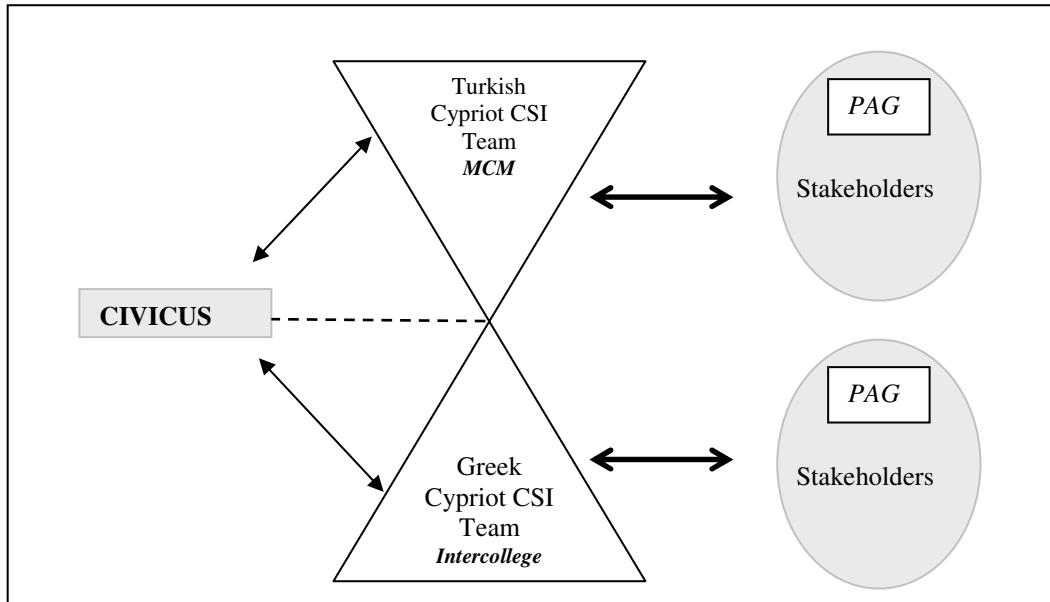 Turkish
Cypriot CSI
Team
MCM
PAG
Stakeholders
CIVICUS
Greek
Cypriot CSI
Team
Intercollege
PAG
Stakeholders